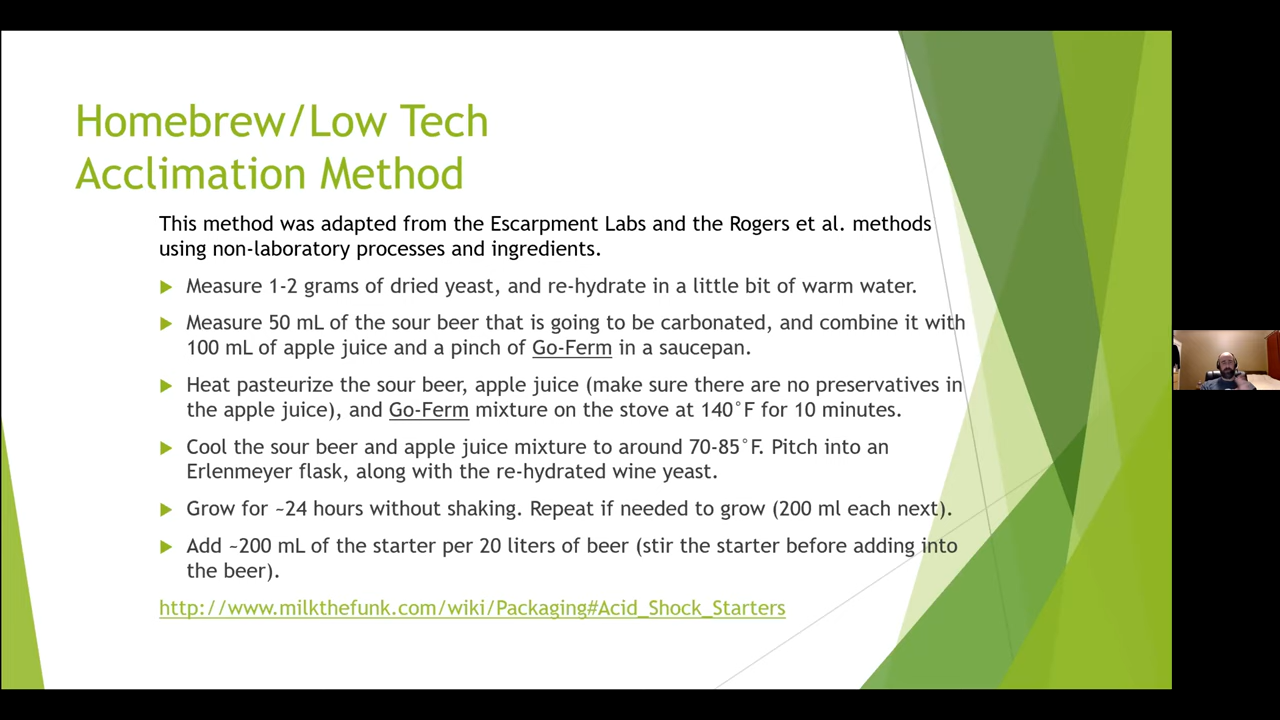 Homebrew/Low Tech
Acclimation Method
This method was adapted from the Escarpment Labs and the Rogers et al. methods
using non-laboratory processes and ingredients.
Measure 1-2 grams of dried yeast, and re-hydrate in a little bit of warm water.
Measure 50 mL of the sour beer that is going to be carbonated, and combine it with
100 mL of apple juice and a pinch of Go-Ferm in a saucepan.
Heat pasteurize the sour beer, apple juice (make sure there are no preservatives in
the apple juice), and Go-Ferm mixture on the stove at 140°F for 10 minutes.
Cool the sour beer and apple juice mixture to around 70-85°F. Pitch into an
Erlenmeyer flask, along with the re-hydrated wine yeast.
Grow for ~24 hours without shaking. Repeat if needed to grow (200 ml each next).
Add ~200 mL of the starter per 20 liters of beer (stir the starter before adding into
the beer).
http://www.milkthefunk.com/wiki/Packaging#Acid_Shock_Starters